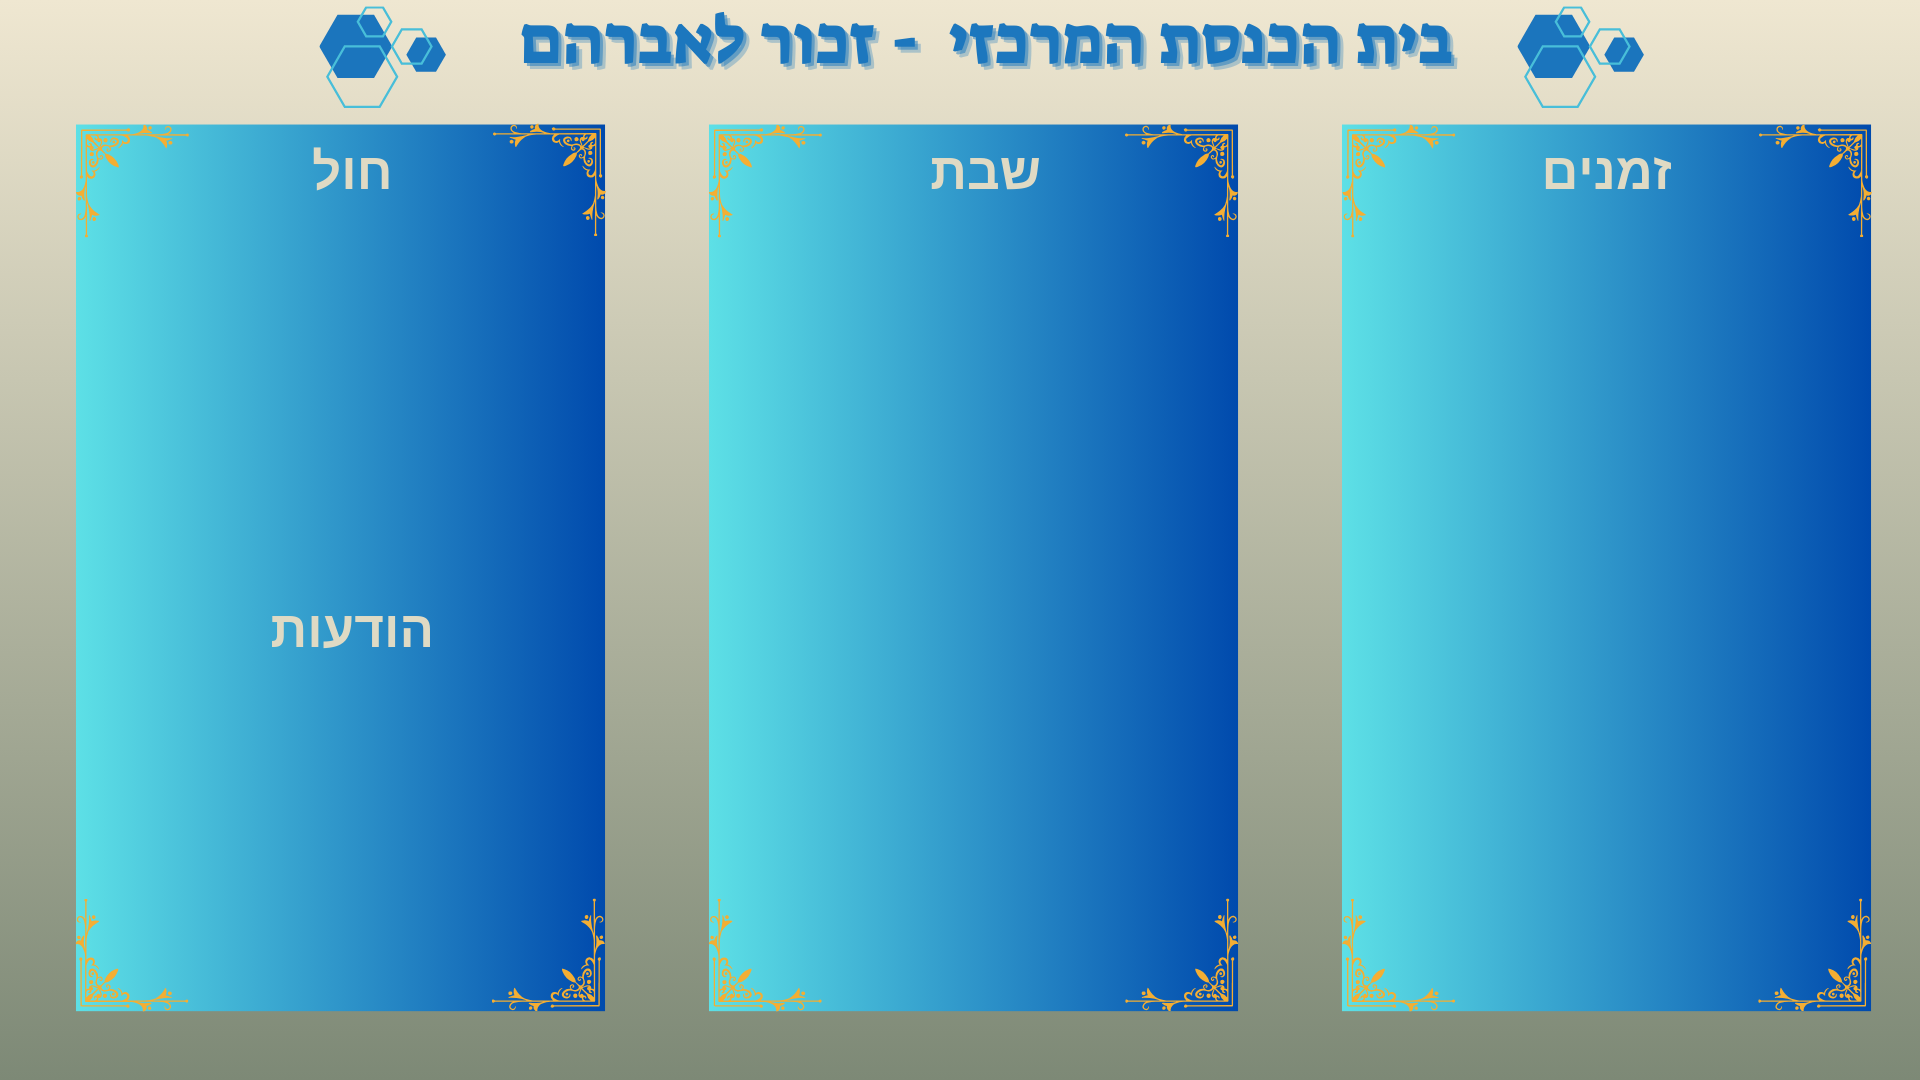 בית הכנסת המרכזי - זכור לאברהם
זמנים
שבת
חול
הודעות